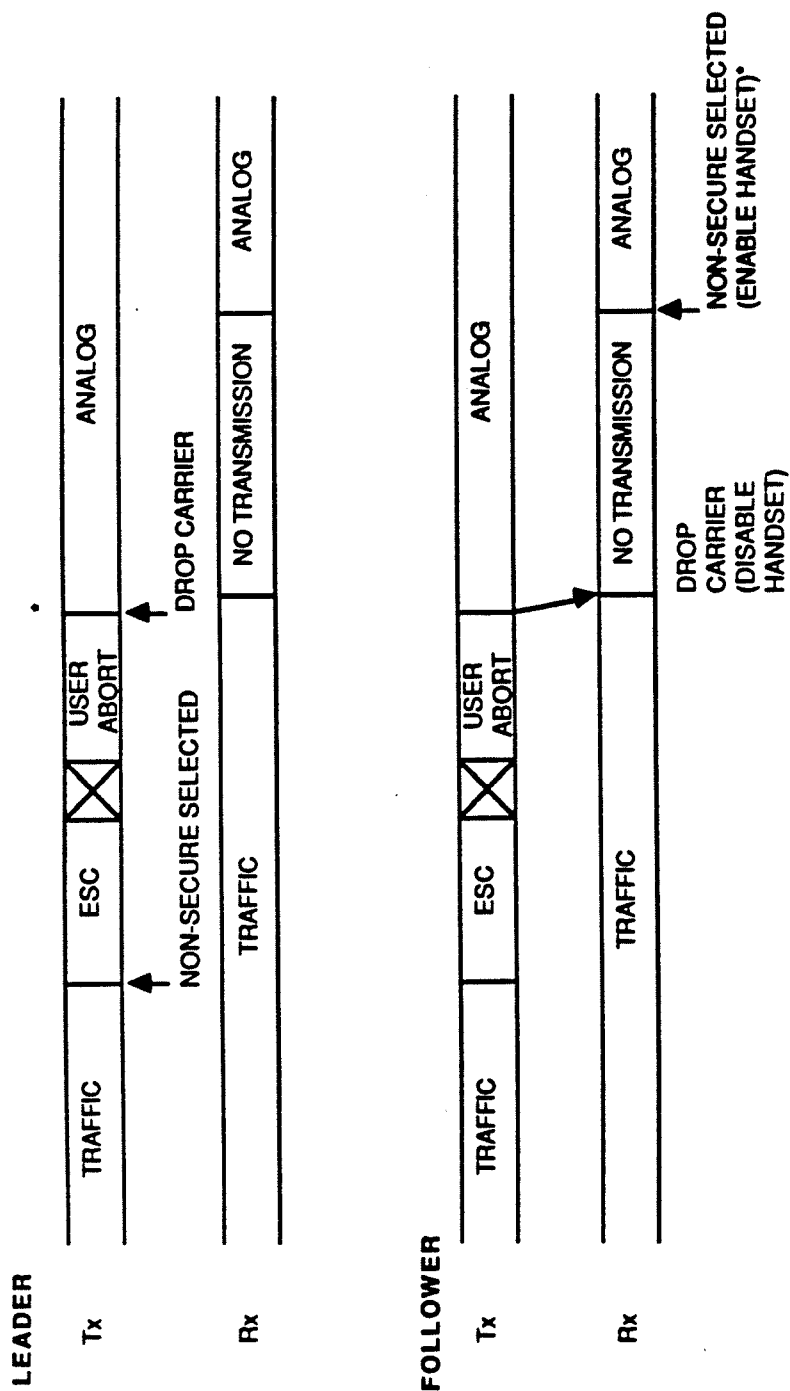 LEADER
Tx
TRAFFIC
ESC
USER
ABORT
*
ANALOG
NON-SECURE SELECTED
DROP CARRIER
Rx
TRAFFIC
NO TRANSMISSION
ANALOG
FOLLOWER
Tx
TRAFFIC
ESC
USER
ABORT
ANALOG
Rx
TRAFFIC
NO TRANSMISSION
ANALOG
DROP
CARRIER
(DISABLE
HANDSET)
NON-SECURE SELECTED
(ENABLE HANDSET)*